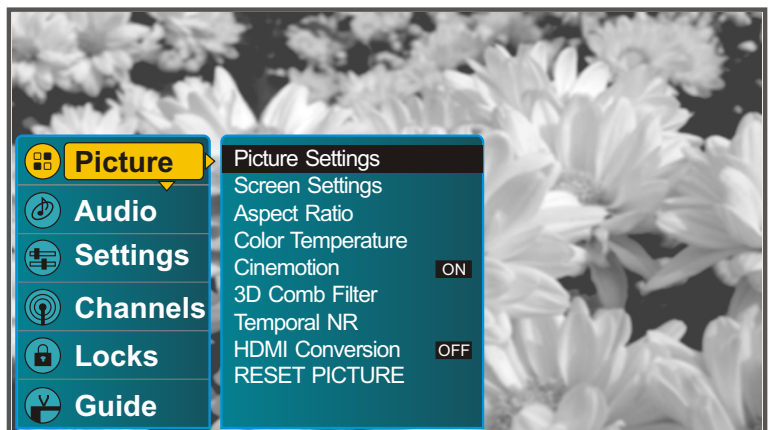 Picture
Audio
Settings
Channels
Locks
Guide
Picture Settings
Screen Settings
Aspect Ratio
Color Temperature
Cinemotion ON
3D Comb Filter
Temporal NR
HDMI Conversion OFF
RESET PICTURE